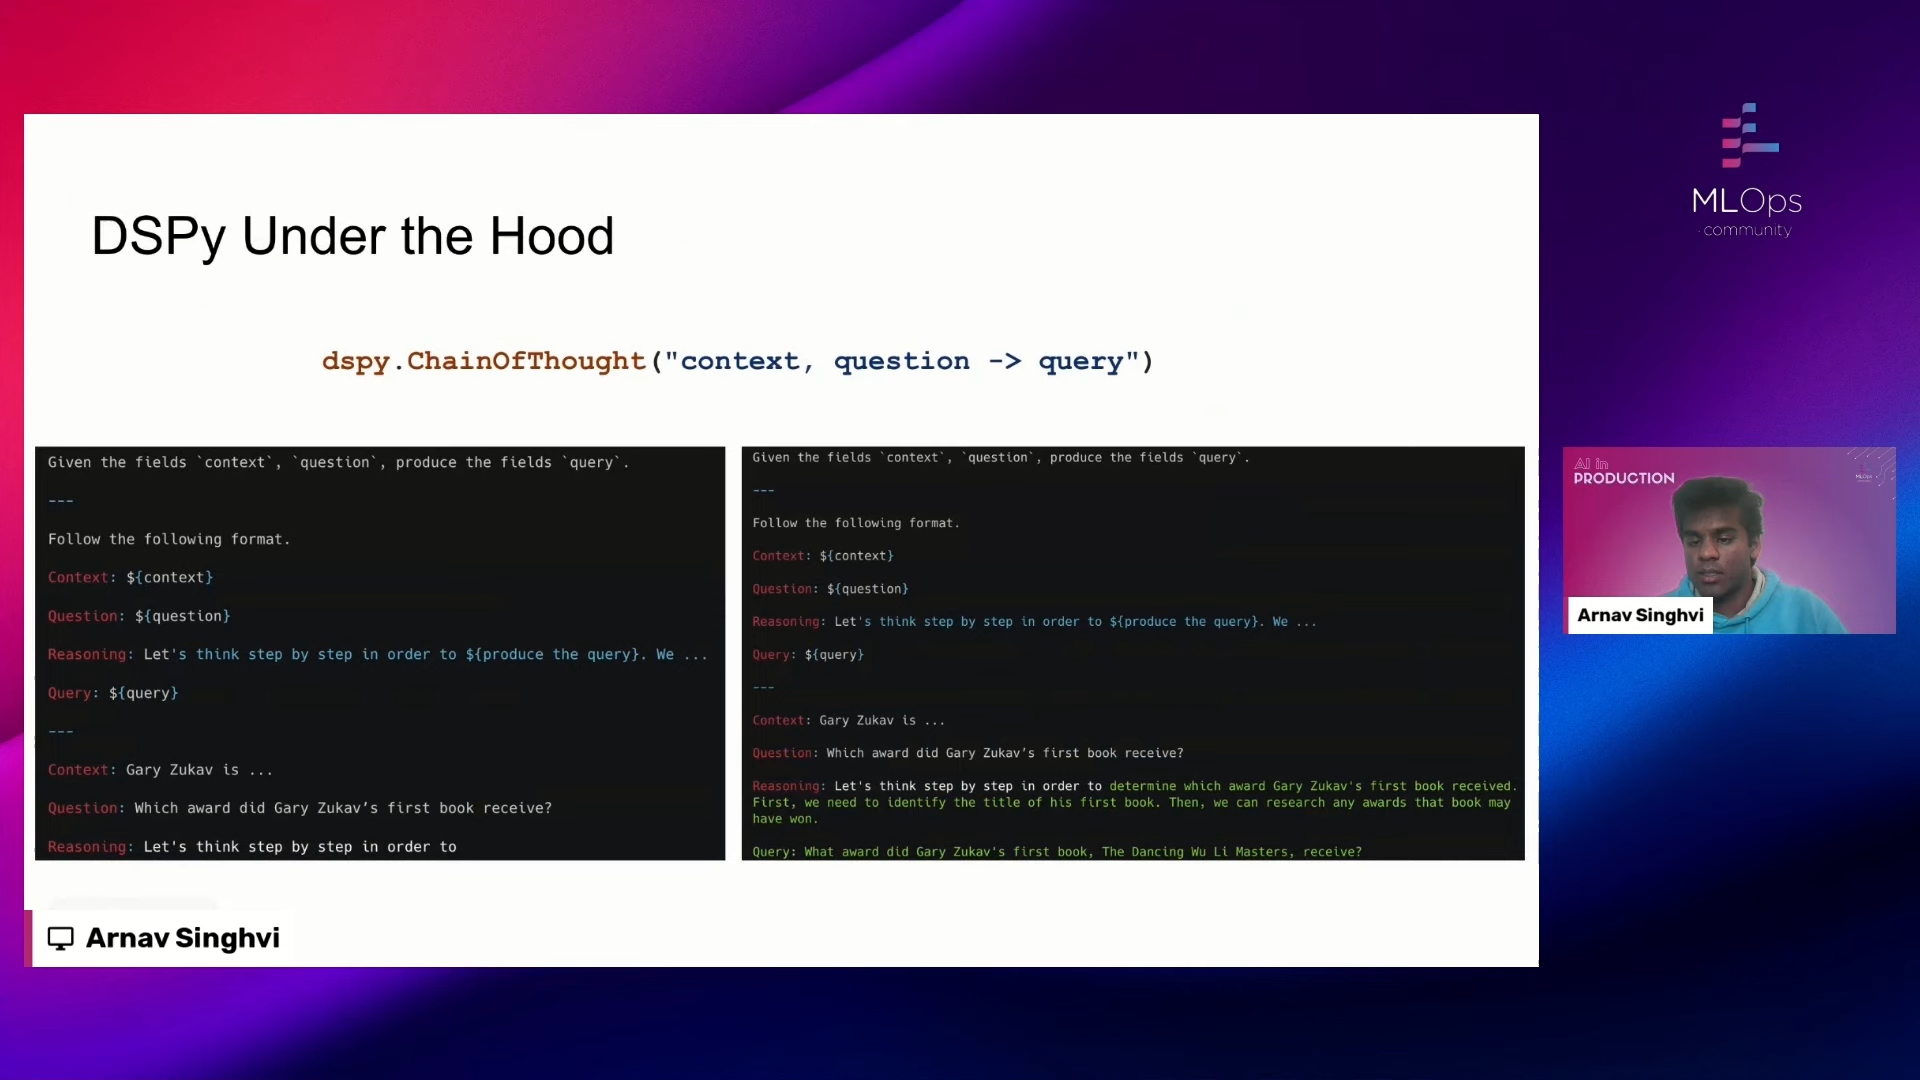 DSPy Under the Hood
dspy.ChainOfThought("context, question -> query")
Given the fields `context`, `question`, produce the fields `query`.
---
Follow the following format.
Context: ${context}
Question: ${question}
Reasoning: Let's think step by step in order to ${produce the query}. We ...
Query: ${query}
---
Context: Gary Zukav is ...
Question: Which award did Gary Zukav’s first book receive?
Reasoning: Let's think step by step in order to
Given the fields `context`, `question`, produce the fields `query`.
---
Follow the following format.
Context: ${context}
Question: ${question}
Reasoning: Let's think step by step in order to ${produce the query}. We ...
Query: ${query}
---
Context: Gary Zukav is ...
Question: Which award did Gary Zukav’s first book receive?
Reasoning: Let's think step by step in order to determine which award Gary Zukav's first book received.
First, we need to identify the title of his first book. Then, we can research any awards that book may
have won.
Query: What award did Gary Zukav's first book, The Dancing Wu Li Masters, receive?
Arnav Singhvi
MLOps
community
AI in
PRODUCTION
Arnav Singhvi